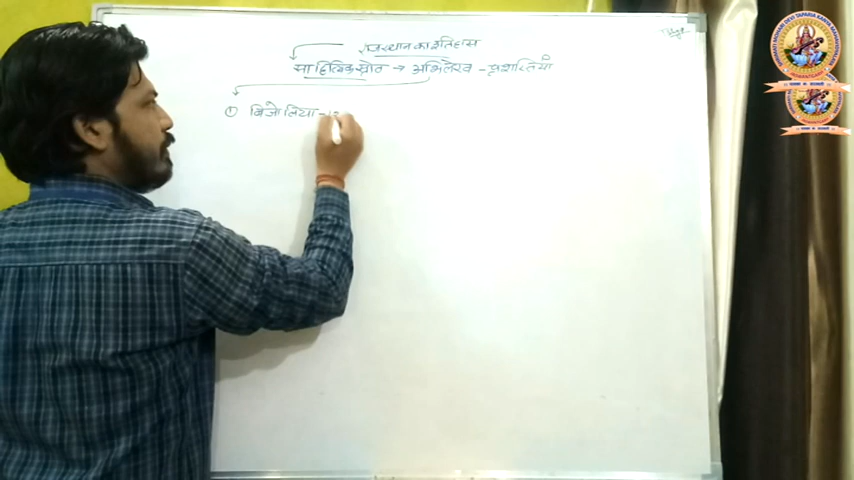 राजस्थान का इतिहास
साहित्यिक स्रोत → अभिलेख - प्रशस्तियाँ
① बिजोलिया -